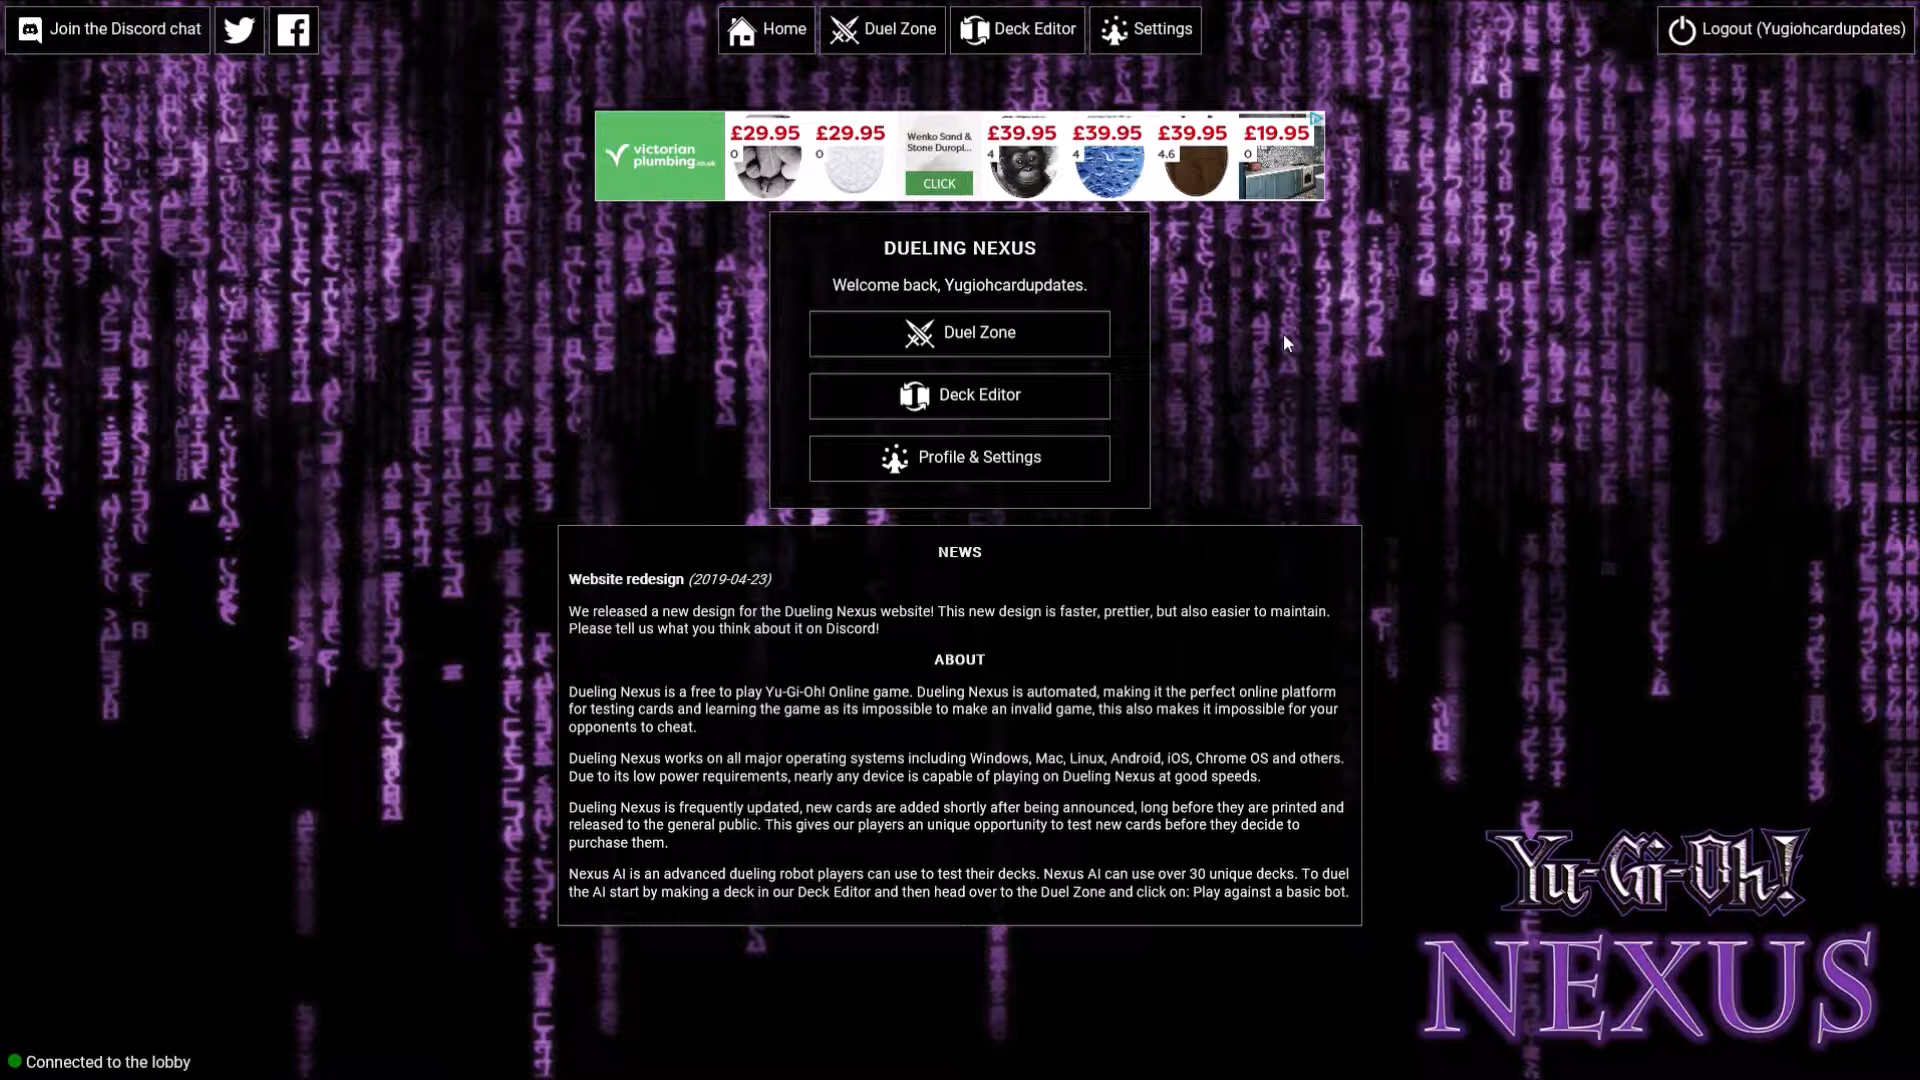 Join the Discord chat
Home
Duel Zone
Deck Editor
Settings
Logout (Yugiohcardupdates)
victorian
plumbing.co.uk
£29.95
0
£29.95
0
Wenko Sand &
Stone Duropl...
CLICK
£39.95
4
£39.95
4
£39.95
4.6
£19.95
0
DUELING NEXUS
Welcome back, Yugiohcardupdates.
Duel Zone
Deck Editor
Profile & Settings
NEWS
Website redesign (2019-04-23)
We released a new design for the Dueling Nexus website! This new design is faster, prettier, but also easier to maintain.
Please tell us what you think about it on Discord!
ABOUT
Dueling Nexus is a free to play Yu-Gi-Oh! Online game. Dueling Nexus is automated, making it the perfect online platform
for testing cards and learning the game as its impossible to make an invalid game, this also makes it impossible for your
opponents to cheat.
Dueling Nexus works on all major operating systems including Windows, Mac, Linux, Android, iOS, Chrome OS and others.
Due to its low power requirements, nearly any device is capable of playing on Dueling Nexus at good speeds.
Dueling Nexus is frequently updated, new cards are added shortly after being announced, long before they are printed and
released to the general public. This gives our players an unique opportunity to test new cards before they decide to
purchase them.
Nexus AI is an advanced dueling robot players can use to test their decks. Nexus AI can use over 30 unique decks. To duel
the AI start by making a deck in our Deck Editor and then head over to the Duel Zone and click on: Play against a basic bot.
Yu-Gi-Oh!
NEXUS
Connected to the lobby